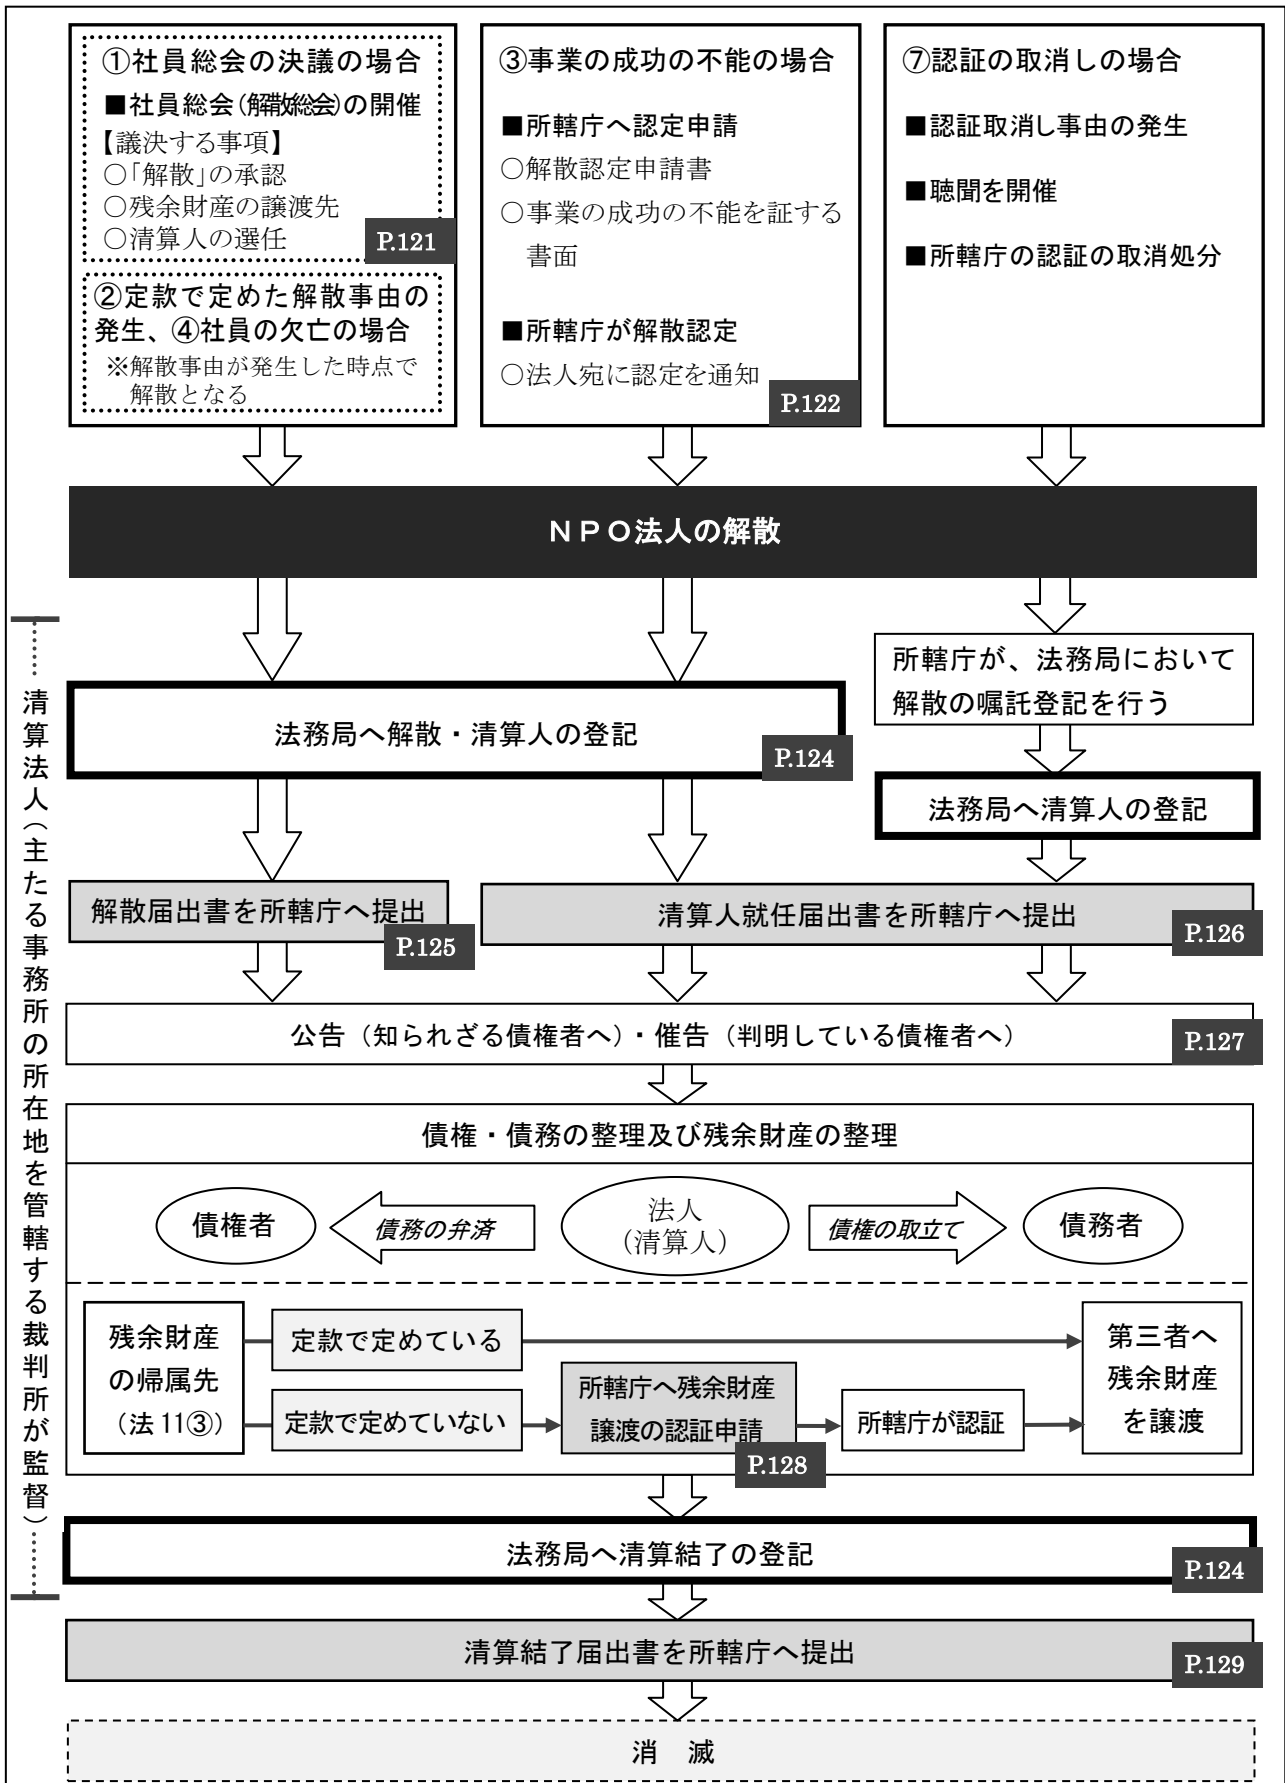 ①社員総会の決議の場合
■社員総会(解散総会)の開催
【議決する事項】
○「解散」の承認
○残余財産の譲渡先
○清算人の選任
P.121
②定款で定めた解散事由の
発生、④社員の欠亡の場合
※解散事由が発生した時点で
解散となる
③事業の成功の不能の場合
■所轄庁へ認定申請
○解散認定申請書
○事業の成功の不能を証する
書面
■所轄庁が解散認定
○法人宛に認定を通知
P.122
⑦認証の取消しの場合
■認証取消し事由の発生
■聴聞を開催
■所轄庁の認証の取消処分
NPO法人の解散
清算法人(主たる事務所の所在地を管轄する裁判所が監督)
法務局へ解散・清算人の登記
P.124
所轄庁が、法務局において
解散の嘱託登記を行う
法務局へ清算人の登記
解散届出書を所轄庁へ提出
P.125
清算人就任届出書を所轄庁へ提出
P.126
公告(知られざる債権者へ)・催告(判明している債権者へ)
P.127
債権・債務の整理及び残余財産の整理
債権者
債務の弁済
法人
(清算人)
債権の取立て
債務者
残余財産
の帰属先
(法11③)
定款で定めている
定款で定めていない
所轄庁へ残余財産
譲渡の認証申請
P.128
所轄庁が認証
第三者へ
残余財産
を譲渡
法務局へ清算結了の登記
P.124
清算結了届出書を所轄庁へ提出
P.129
消 滅